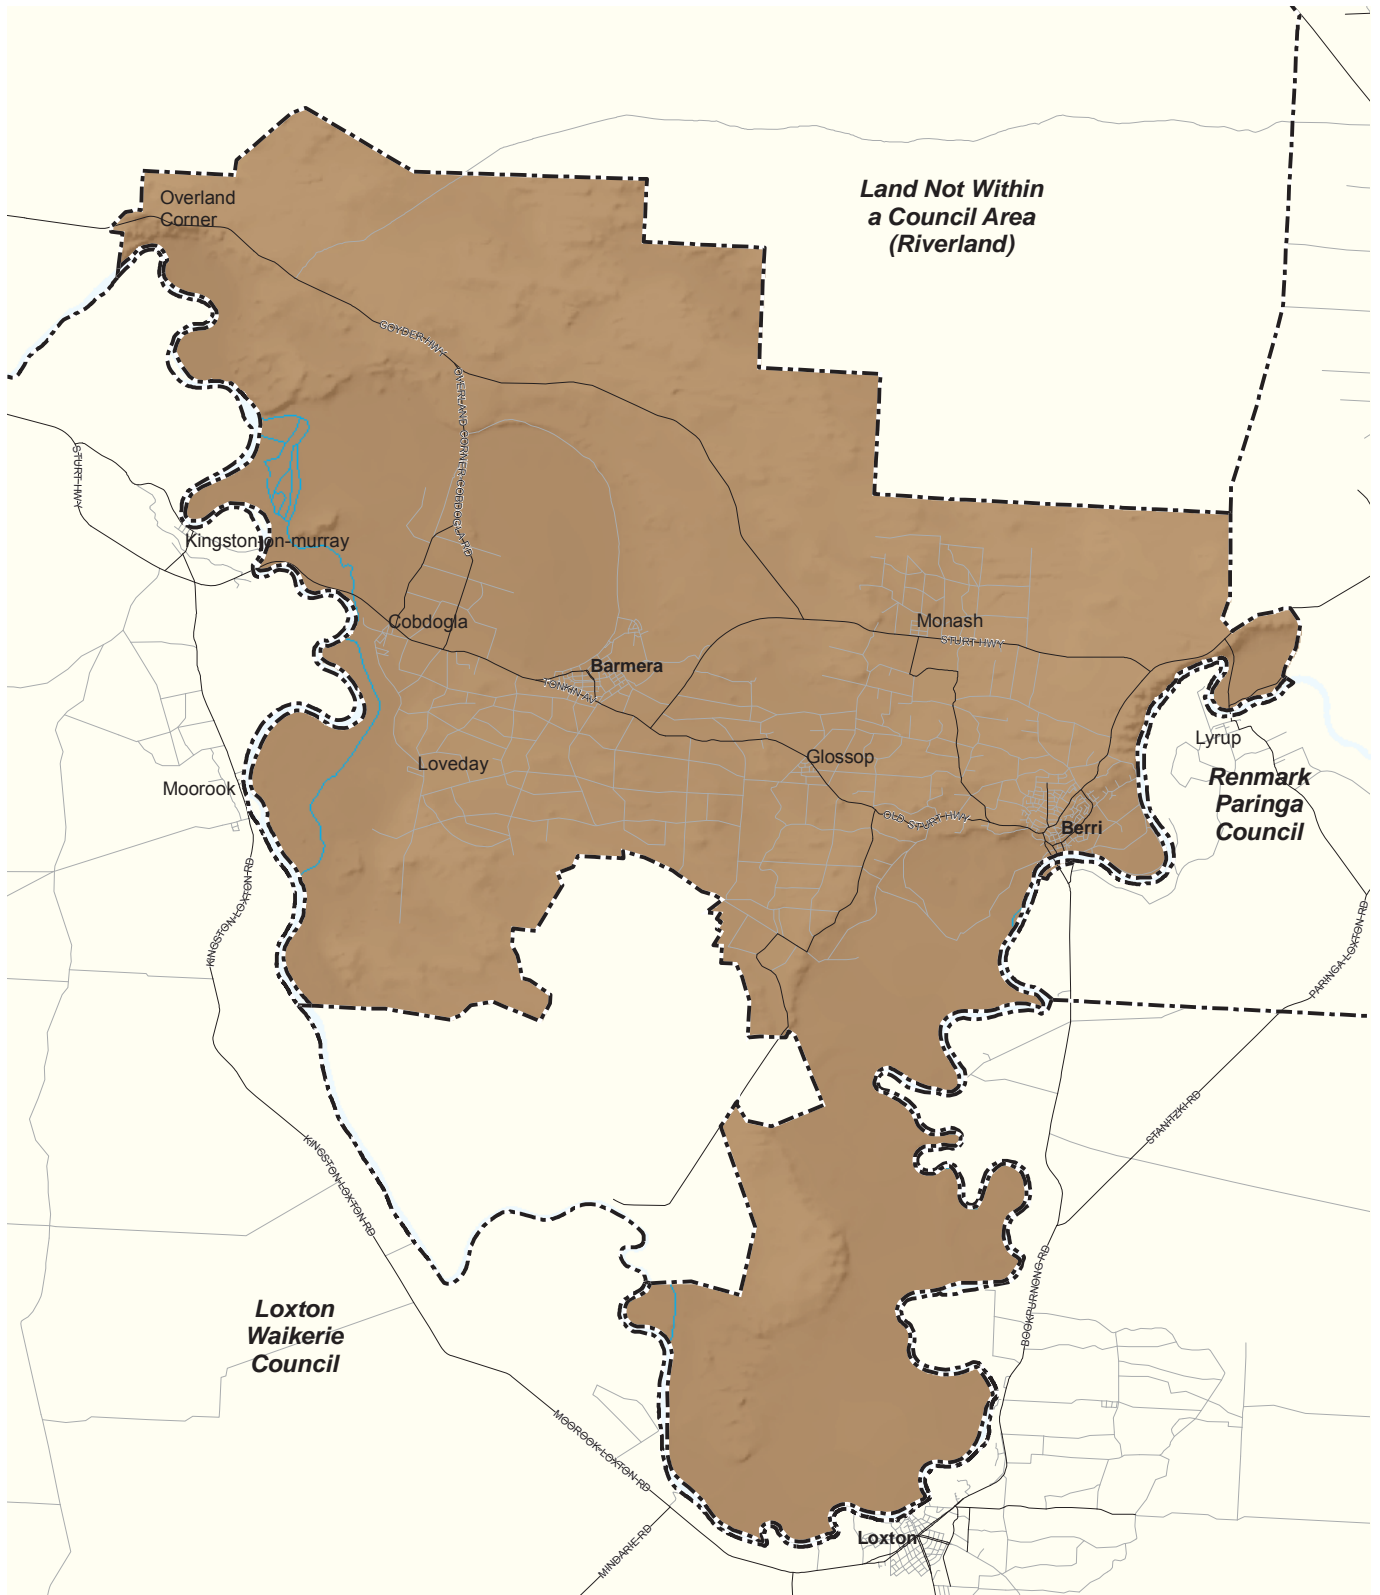 Land Not Within
a Council Area
(Riverland)
Overland
Corner
GOYDER HWY
OVERLAND CORNER-COBDOGLA RD
STURT HWY
Kingston-on-murray
Cobdogla
Monash
STURT HWY
Barmera
TONKIN AV
Lyrup
Loveday
Glossop
Moorook
Renmark
Paringa
Council
OLD STURT HWY
Berri
KINGSTON-LOXTON RD
PARINGA-LOXTON RD
STANITZKI RD
KINGSTON-LOXTON RD
BOOKPURNONG RD
Loxton
Waikerie
Council
MOOROOK-LOXTON RD
Loxton
MINDARIE RD